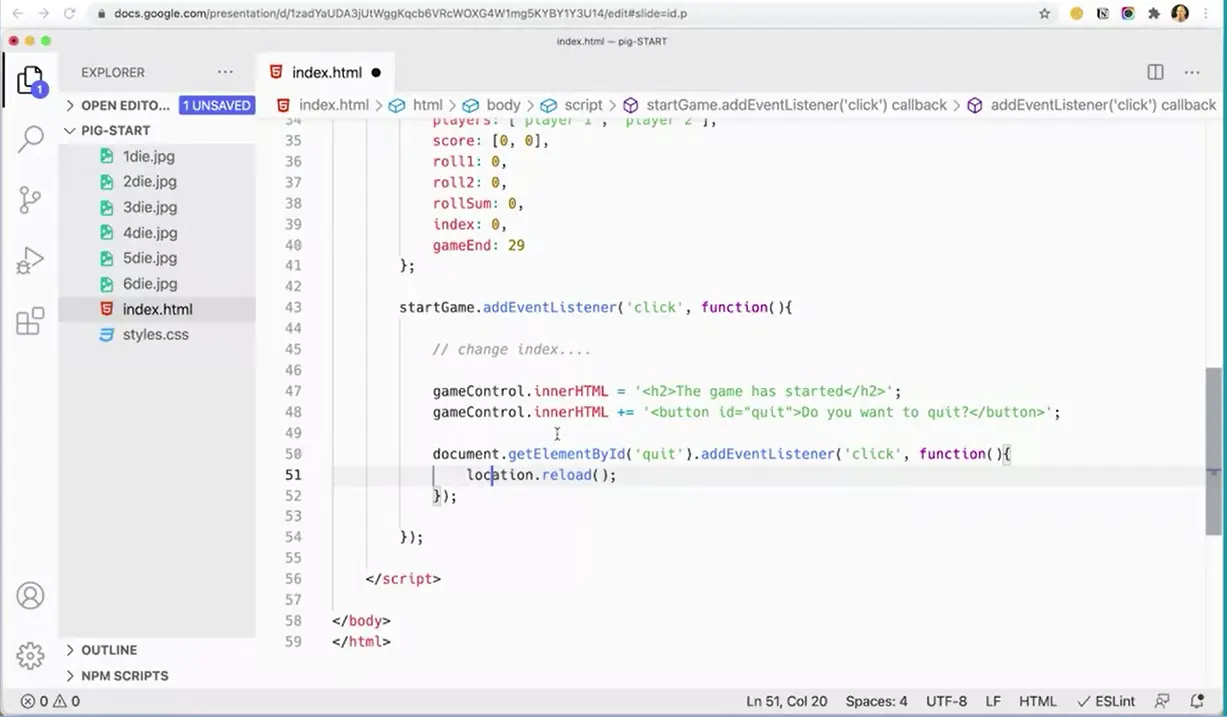 docs.google.com/presentation/d/1zadYaUDA3jUtWggKqcb6VRcWOXG4W1mg5KYBY1Y3U14/edit#slide=id.p
index.html — pig-START
EXPLORER
index.html
OPEN EDITO... 1 UNSAVED
index.html > html > body > script > startGame.addEventListener('click') callback > addEventListener('click') callback
PIG-START
1die.jpg
2die.jpg
3die.jpg
4die.jpg
5die.jpg
6die.jpg
index.html
styles.css
34 players: ['player 1', 'player 2'],
35 score: [0, 0],
36 roll1: 0,
37 roll2: 0,
38 rollSum: 0,
39 index: 0,
40 gameEnd: 29
41 };
42
43 startGame.addEventListener('click', function(){
44
45 // change index....
46
47 gameControl.innerHTML = '<h2>The game has started</h2>';
48 gameControl.innerHTML += '<button id="quit">Do you want to quit?</button>';
49
50 document.getElementById('quit').addEventListener('click', function(){
51 location.reload();
52 });
53
54 });
55
56 </script>
57
58 </body>
59 </html>
1
OUTLINE
NPM SCRIPTS
0 0
Ln 51, Col 20 Spaces: 4 UTF-8 LF HTML ESLint